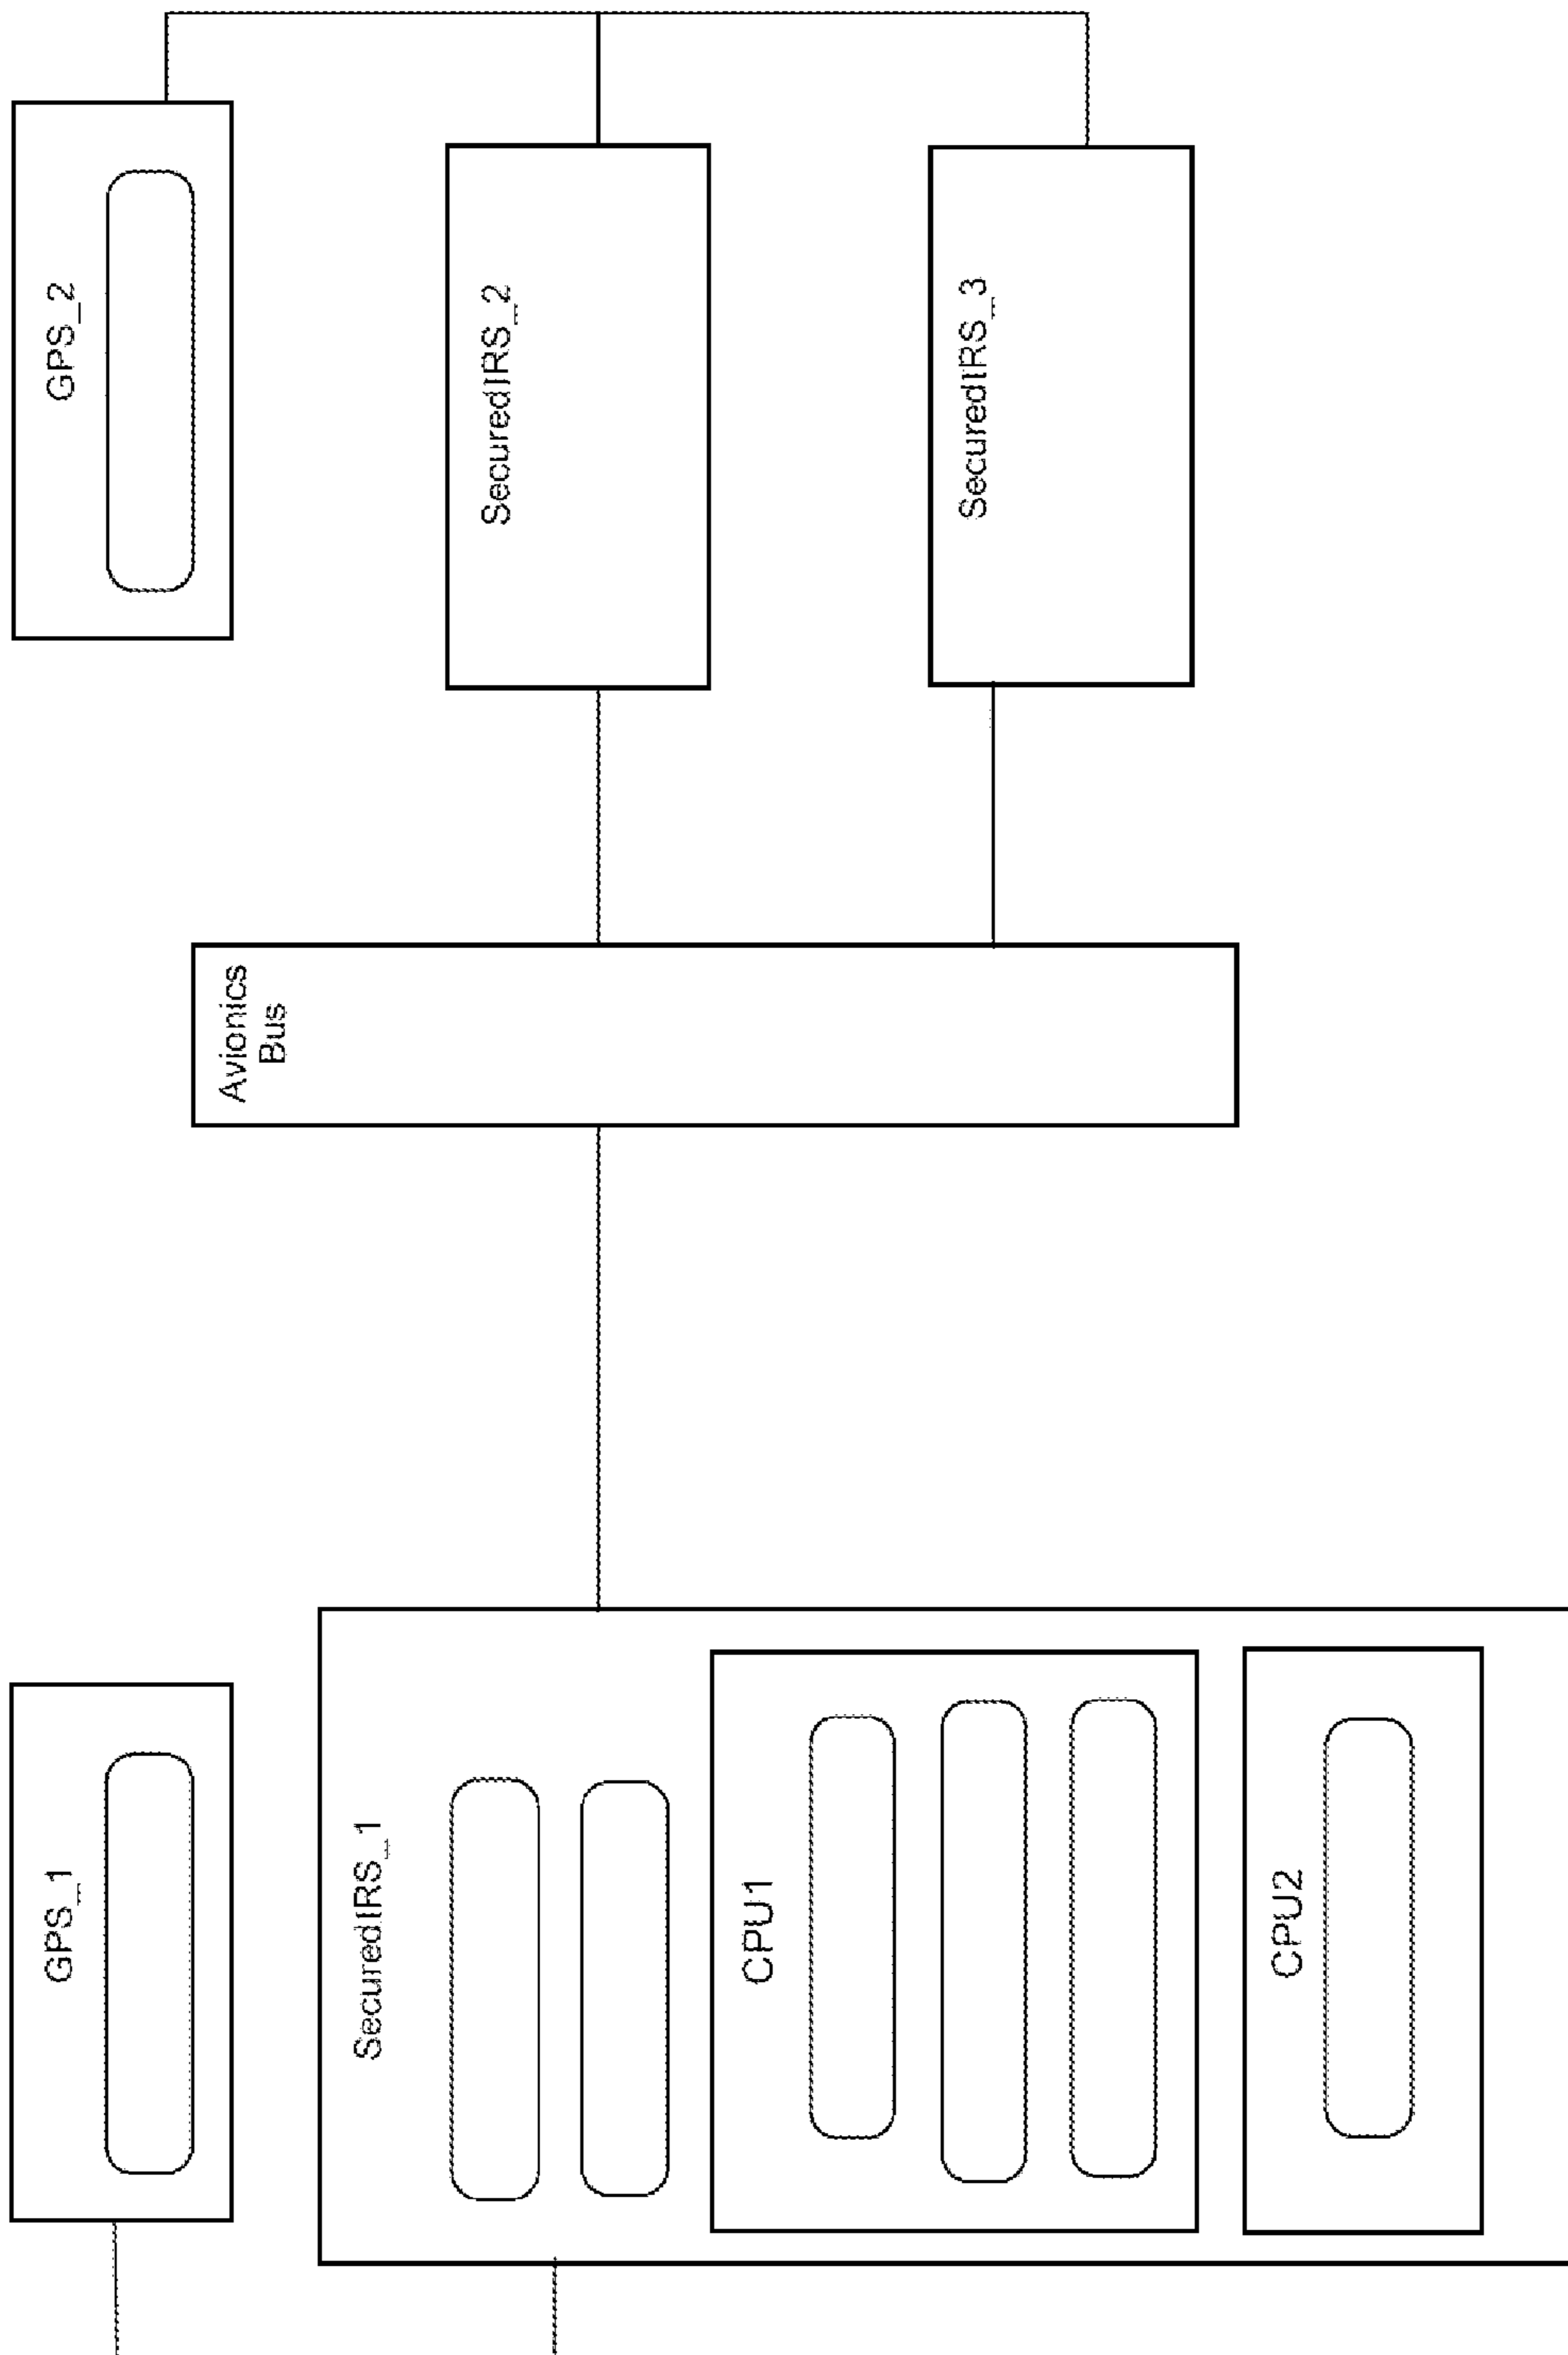 GPS_1
SecuredIRS_1
CPU1
CPU2
Avionics
Bus
GPS_2
SecuredIRS_2
SecuredIRS_3